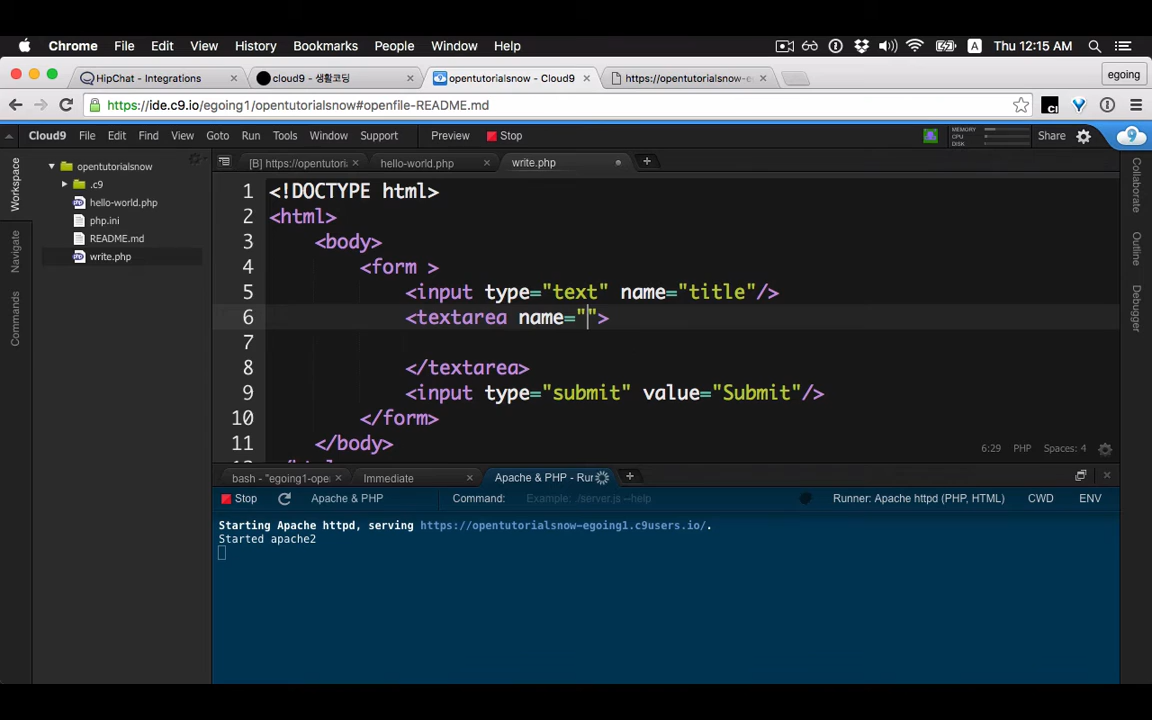 Chrome File Edit View History Bookmarks People Window Help A Thu 12:15 AM
HipChat - Integrations cloud9 - 생활코딩 opentutorialsnow - Cloud9 https://opentutorialsnow-e egoing
https://ide.c9.io/egoing1/opentutorialsnow#openfile-README.md
Cloud9 File Edit Find View Goto Run Tools Window Support Preview Stop MEMORY CPU DISK Share
Workspace
Navigate
Commands
opentutorialsnow
.c9
hello-world.php
php.ini
README.md
write.php
[B] https://opentutori hello-world.php write.php
1 <!DOCTYPE html>
2 <html>
3 <body>
4 <form >
5 <input type="text" name="title"/>
6 <textarea name="">
7
8 </textarea>
9 <input type="submit" value="Submit"/>
10 </form>
11 </body>
6:29 PHP Spaces: 4
Collaborate
Outline
Debugger
bash - "egoing1-ope Immediate Apache & PHP - Rur
Stop Apache & PHP Command: Example: ./server.js --help Runner: Apache httpd (PHP, HTML) CWD ENV
Starting Apache httpd, serving https://opentutorialsnow-egoing1.c9users.io/.
Started apache2